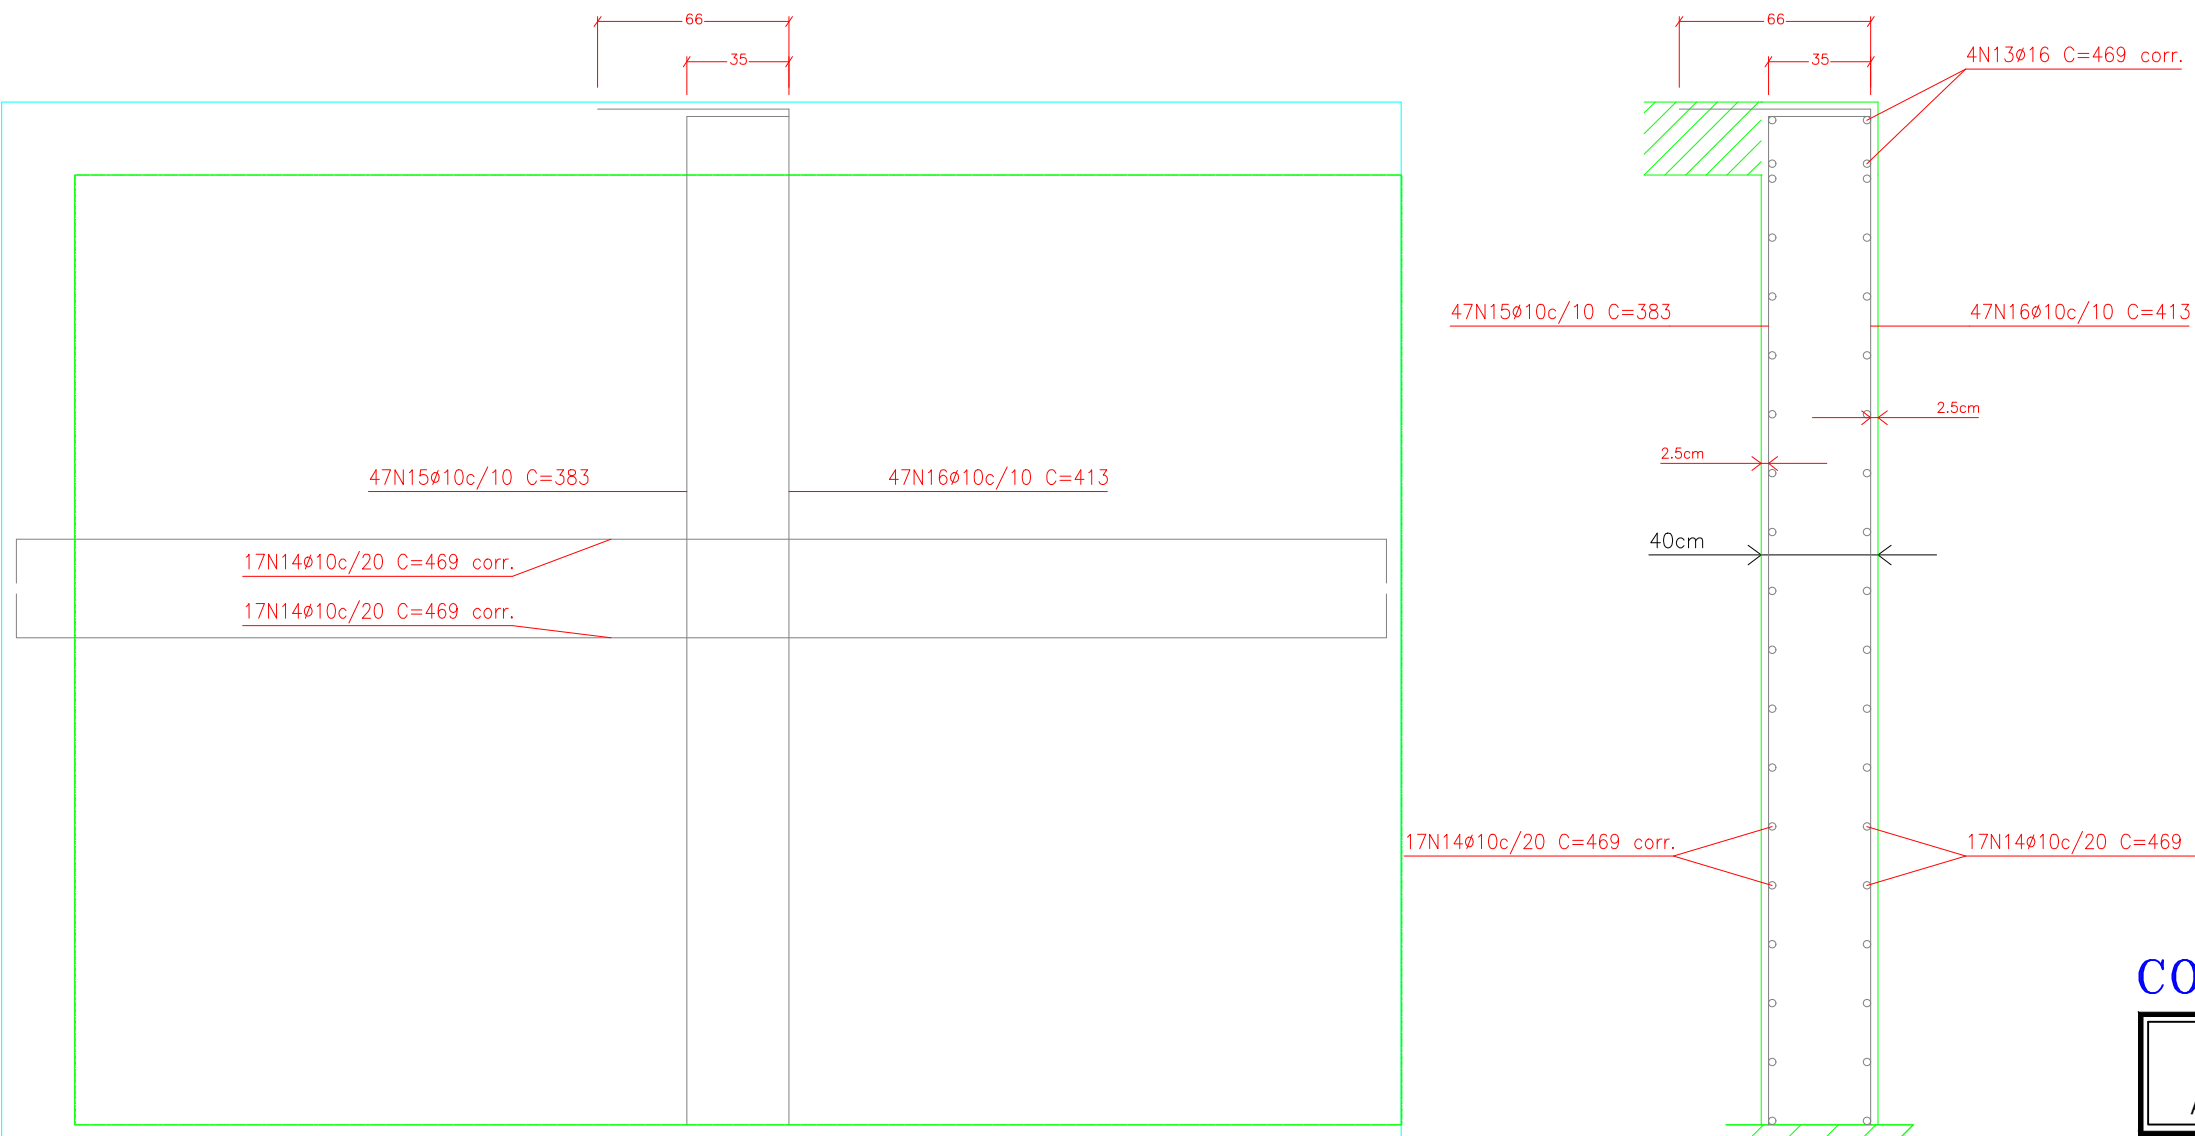 66
66
35
35
4N13ø16 C=469 corr.
47N15ø10c/10 C=383
47N16ø10c/10 C=413
2.5cm
2.5cm
47N15ø10c/10 C=383
47N16ø10c/10 C=413
40cm
17N14ø10c/20 C=469 corr.
17N14ø10c/20 C=469 corr.
17N14ø10c/20 C=469 corr.
17N14ø10c/20 C=469
CO